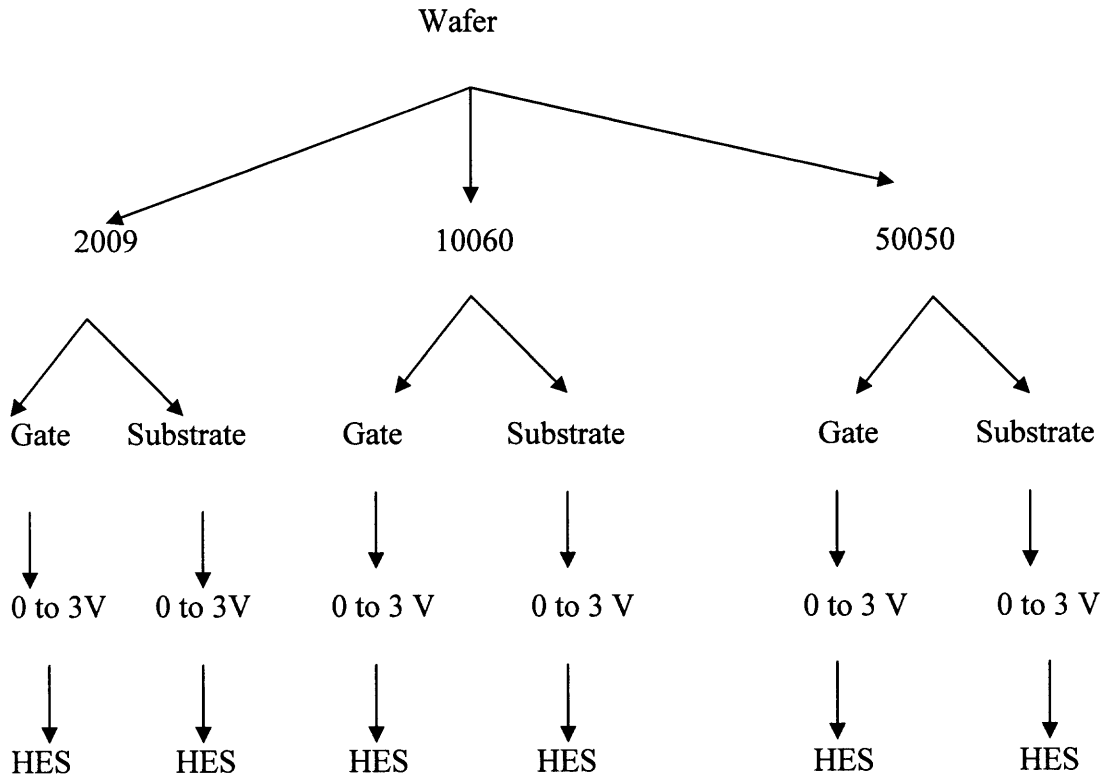 Wafer
2009 10060 50050
Gate Substrate Gate Substrate Gate Substrate
0 to 3V 0 to 3V 0 to 3 V 0 to 3 V 0 to 3 V 0 to 3 V
HES HES HES HES HES HES